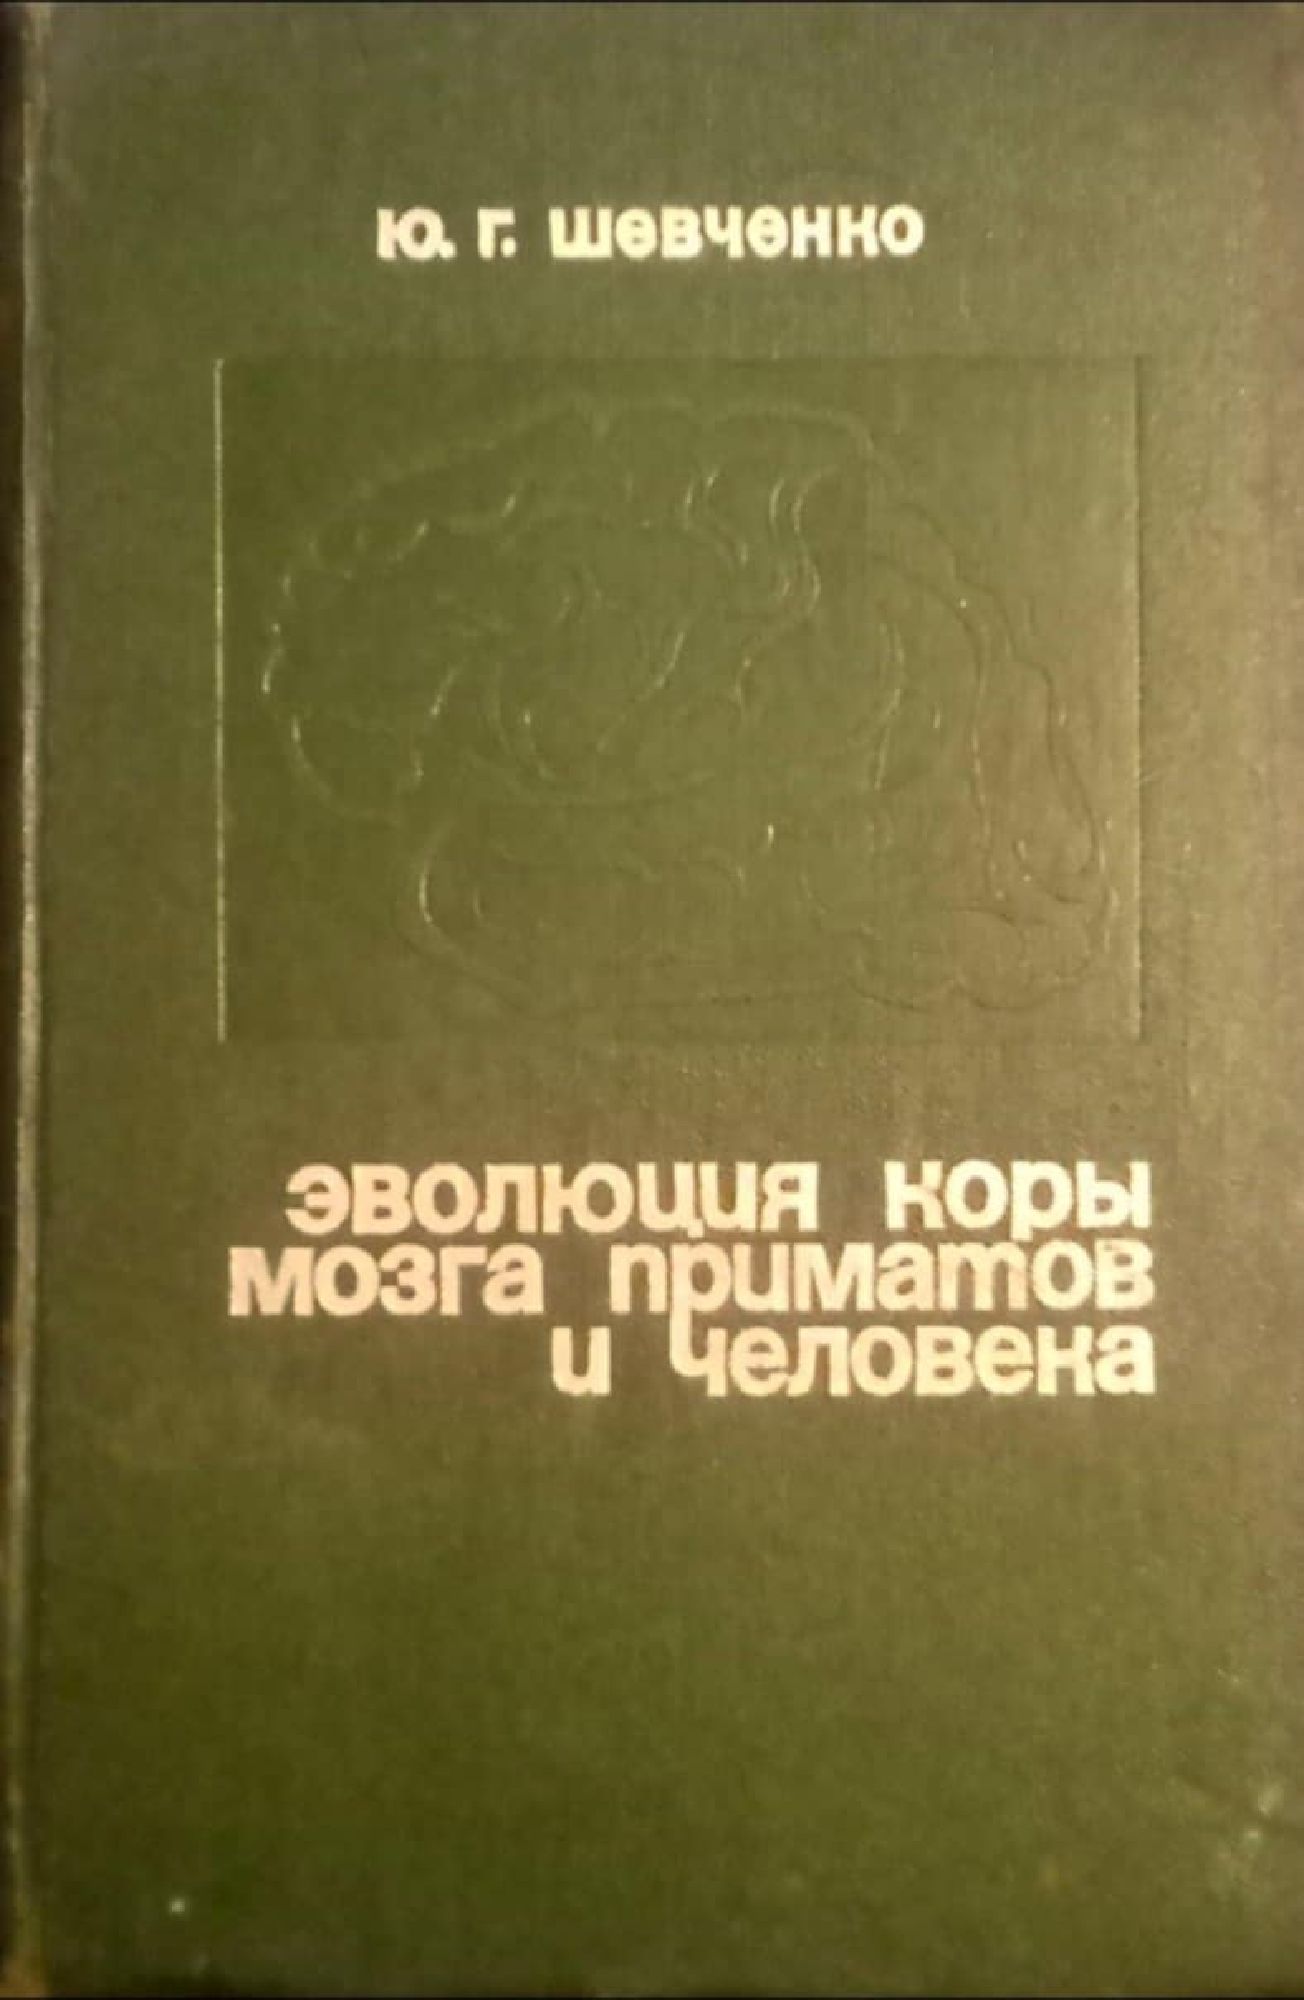 Ю. Г. Шевченко
эволюция коры
мозга приматов
и человека